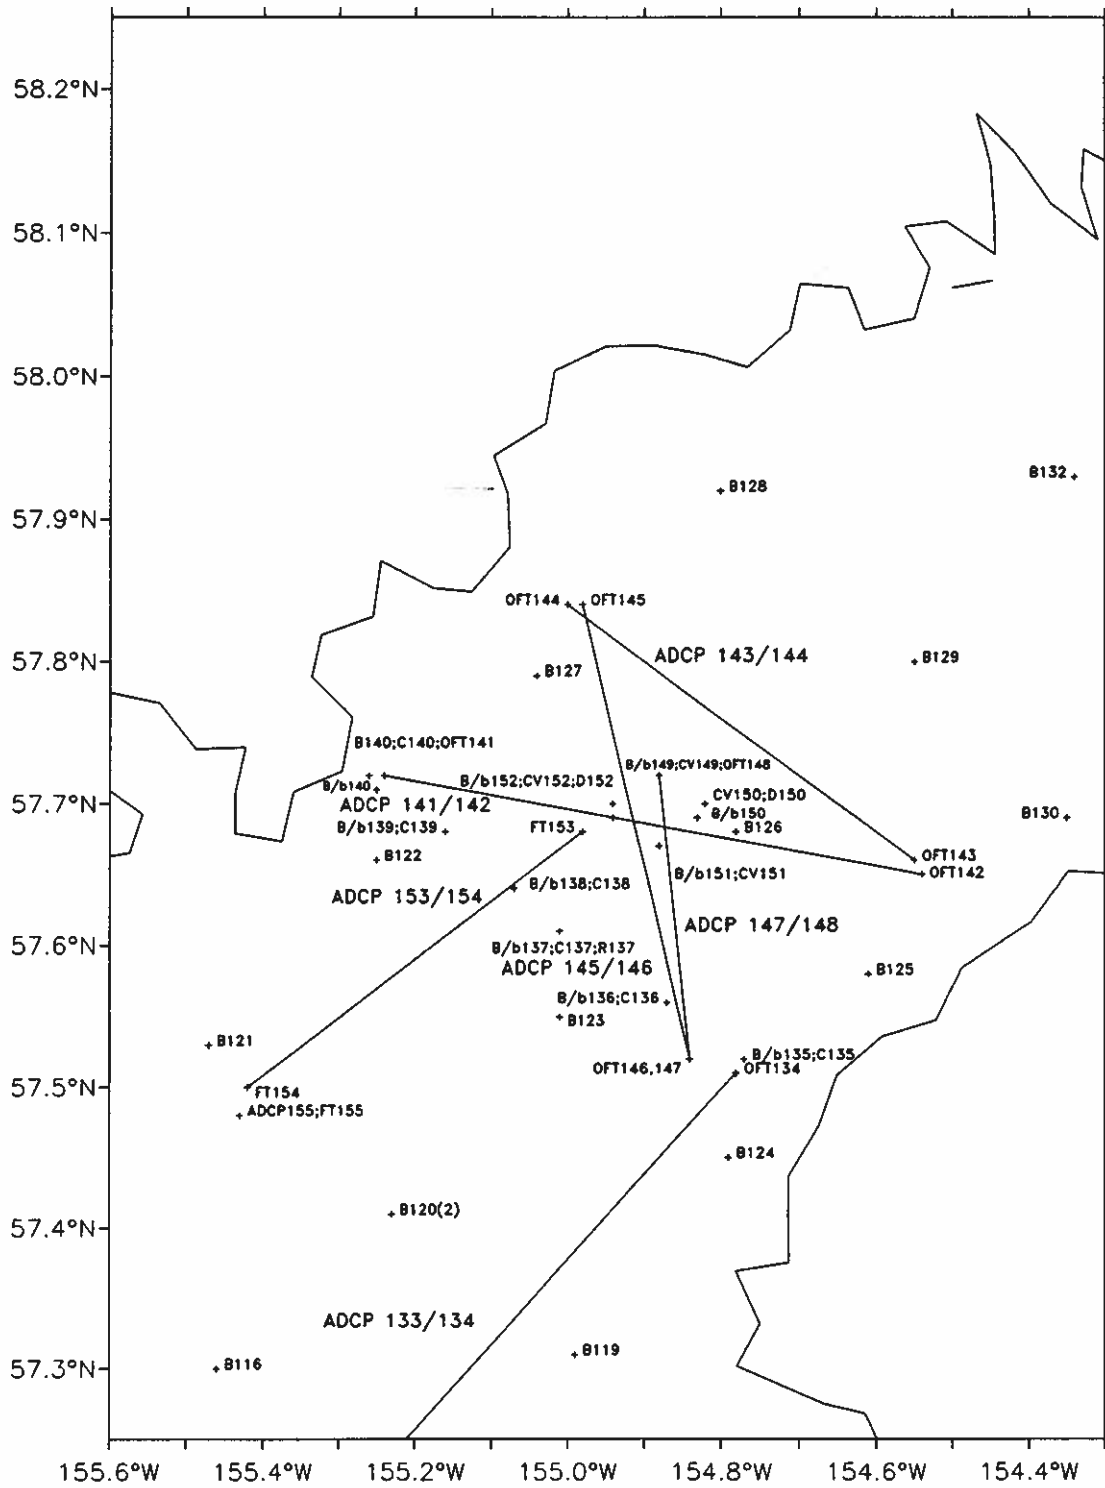 58.2°N
58.1°N
58.0°N
B132
B128
57.9°N
OFT144
OFT145
ADCP 143/144
57.8°N
B129
B127
B140;C140;OFT141
B/b149;CV149;OFT148
B/b152;CV152;D152
B/b140
CV150;D150
57.7°N
ADCP 141/142
B/b150
B130
B/b139;C139
FT153
B126
B122
OFT143
B/b151;CV151
OFT142
B/b138;C138
ADCP 153/154
ADCP 147/148
57.6°N
B/b137;C137;R137
ADCP 145/146
B125
B/b136;C136
B123
B121
B/b135;C135
OFT146,147
OFT134
57.5°N
FT154
ADCP155;FT155
B124
B120(2)
57.4°N
ADCP 133/134
B119
57.3°N
B116
155.6°W 155.4°W 155.2°W 155.0°W 154.8°W 154.6°W 154.4°W